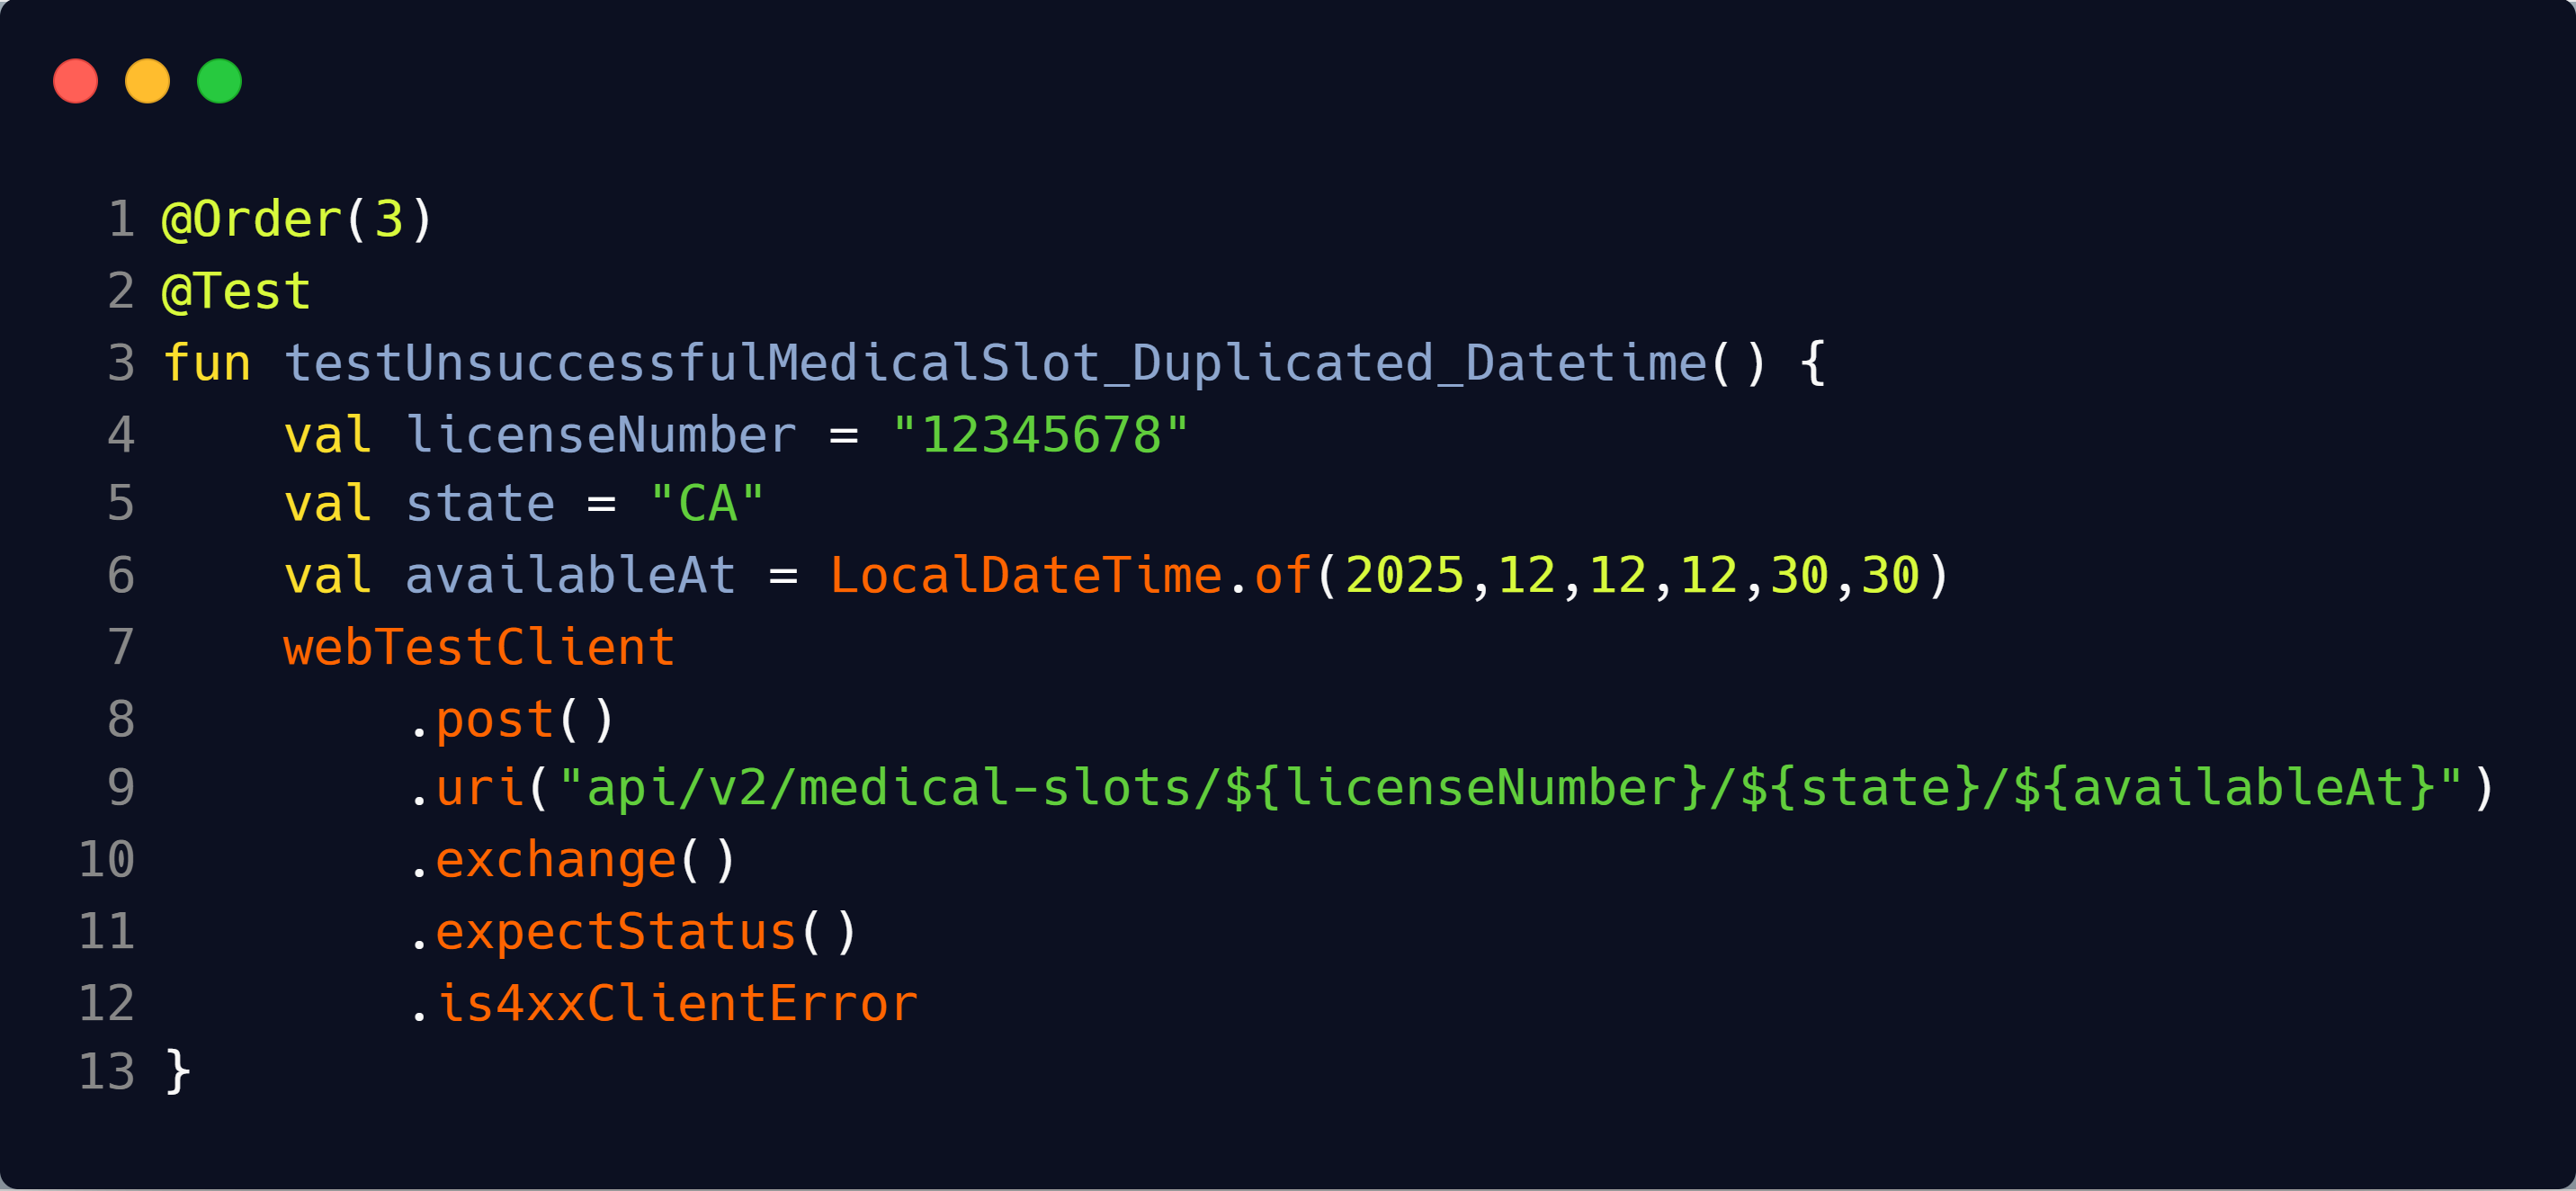 1 @Order(3)
2 @Test
3 fun testUnsuccessfulMedicalSlot_Duplicated_Datetime() {
4     val licenseNumber = "12345678"
5     val state = "CA"
6     val availableAt = LocalDateTime.of(2025,12,12,12,30,30)
7     webTestClient
8         .post()
9         .uri("api/v2/medical-slots/${licenseNumber}/${state}/${availableAt}")
10         .exchange()
11         .expectStatus()
12         .is4xxClientError
13 }